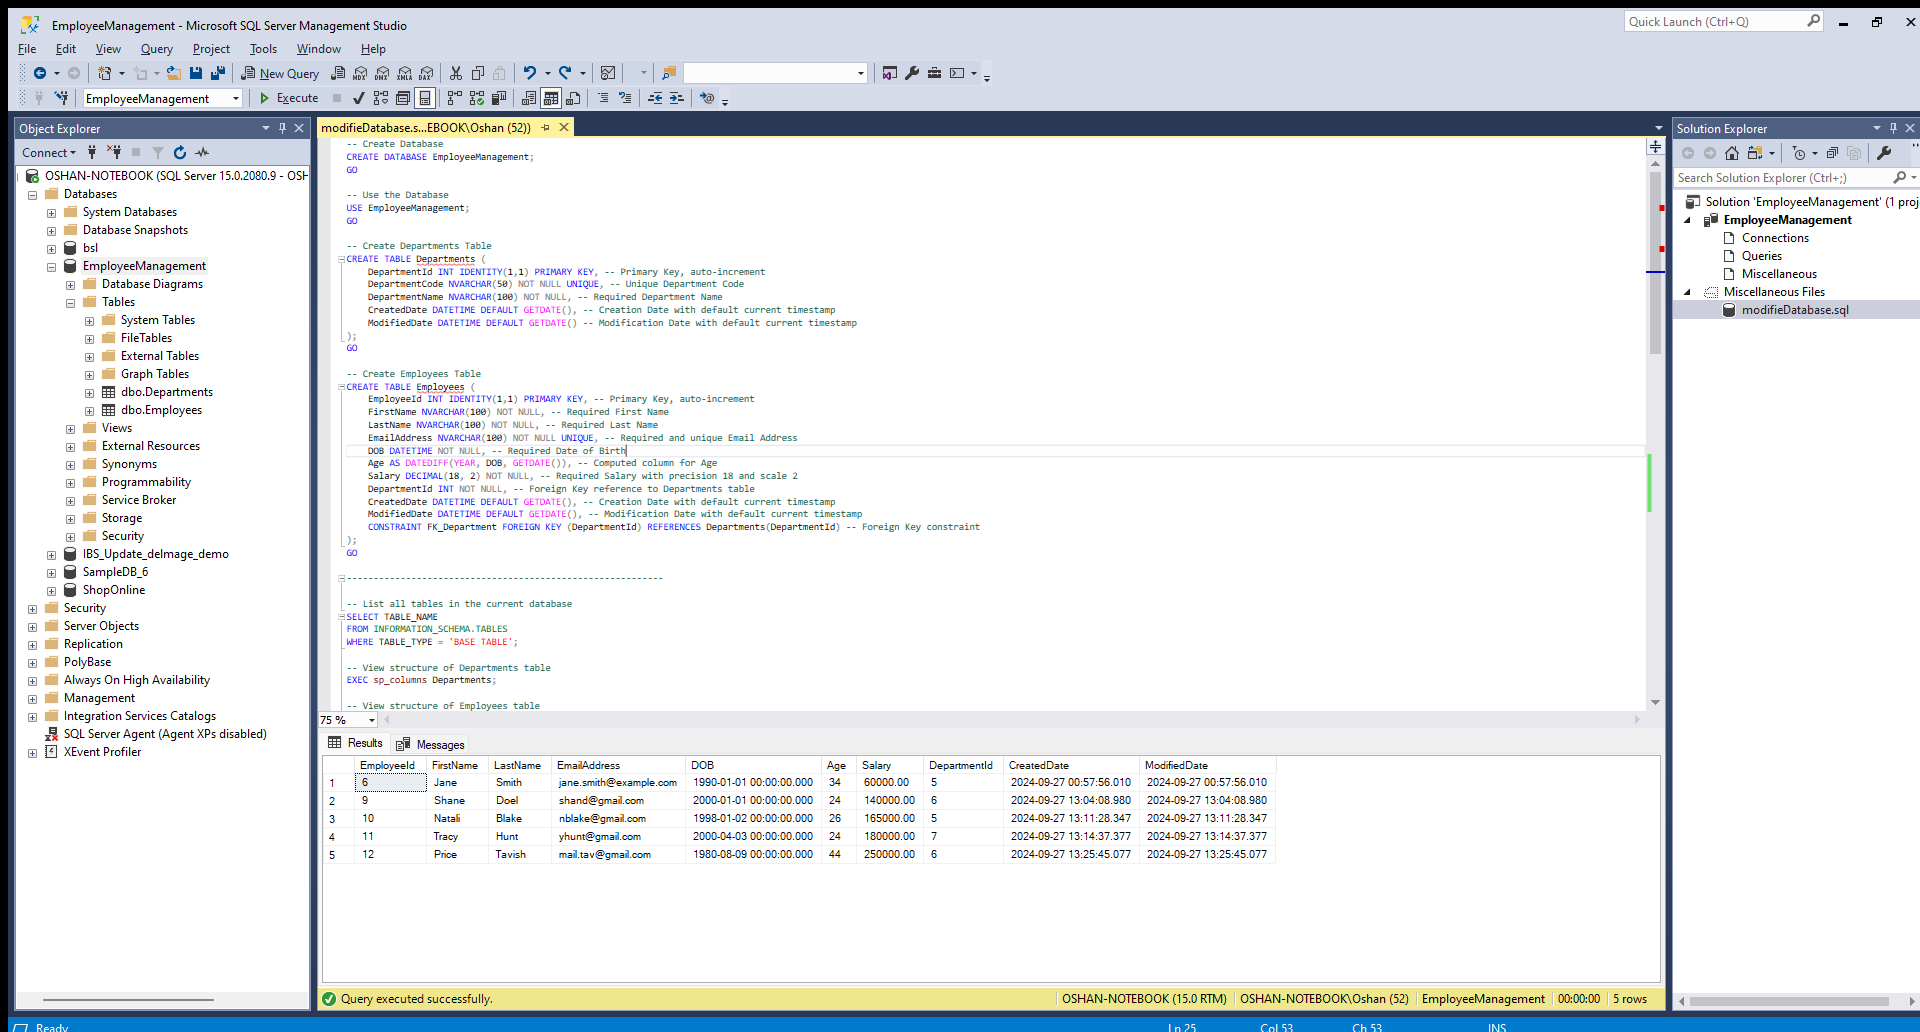 EmployeeManagement - Microsoft SQL Server Management Studio
Quick Launch (Ctrl+Q)
File Edit View Query Project Tools Window Help
New Query
MDX DMX XMLA DAX
EmployeeManagement
Execute
Object Explorer
Connect
OSHAN-NOTEBOOK (SQL Server 15.0.2080.9 - OSH
Databases
System Databases
Database Snapshots
bsl
EmployeeManagement
Database Diagrams
Tables
System Tables
FileTables
External Tables
Graph Tables
dbo.Departments
dbo.Employees
Views
External Resources
Synonyms
Programmability
Service Broker
Storage
Security
IBS_Update_deImage_demo
SampleDB_6
ShopOnline
Security
Server Objects
Replication
PolyBase
Always On High Availability
Management
Integration Services Catalogs
SQL Server Agent (Agent XPs disabled)
XEvent Profiler
modifieDatabase.s...EBOOK\Oshan (52))
-- Create Database
CREATE DATABASE EmployeeManagement;
GO
-- Use the Database
USE EmployeeManagement;
GO
-- Create Departments Table
CREATE TABLE Departments (
DepartmentId INT IDENTITY(1,1) PRIMARY KEY, -- Primary Key, auto-increment
DepartmentCode NVARCHAR(50) NOT NULL UNIQUE, -- Unique Department Code
DepartmentName NVARCHAR(100) NOT NULL, -- Required Department Name
CreatedDate DATETIME DEFAULT GETDATE(), -- Creation Date with default current timestamp
ModifiedDate DATETIME DEFAULT GETDATE() -- Modification Date with default current timestamp
);
GO
-- Create Employees Table
CREATE TABLE Employees (
EmployeeId INT IDENTITY(1,1) PRIMARY KEY, -- Primary Key, auto-increment
FirstName NVARCHAR(100) NOT NULL, -- Required First Name
LastName NVARCHAR(100) NOT NULL, -- Required Last Name
EmailAddress NVARCHAR(100) NOT NULL UNIQUE, -- Required and unique Email Address
DOB DATETIME NOT NULL, -- Required Date of Birth
Age AS DATEDIFF(YEAR, DOB, GETDATE()), -- Computed column for Age
Salary DECIMAL(18, 2) NOT NULL, -- Required Salary with precision 18 and scale 2
DepartmentId INT NOT NULL, -- Foreign Key reference to Departments table
CreatedDate DATETIME DEFAULT GETDATE(), -- Creation Date with default current timestamp
ModifiedDate DATETIME DEFAULT GETDATE(), -- Modification Date with default current timestamp
CONSTRAINT FK_Department FOREIGN KEY (DepartmentId) REFERENCES Departments(DepartmentId) -- Foreign Key constraint
);
GO
-----------------------------------------------------------
-- List all tables in the current database
SELECT TABLE_NAME
FROM INFORMATION_SCHEMA.TABLES
WHERE TABLE_TYPE = 'BASE TABLE';
-- View structure of Departments table
EXEC sp_columns Departments;
-- View structure of Employees table
75 %
Results Messages
EmployeeId FirstName LastName EmailAddress DOB Age Salary DepartmentId CreatedDate ModifiedDate
1 6 Jane Smith jane.smith@example.com 1990-01-01 00:00:00.000 34 60000.00 5 2024-09-27 00:57:56.010 2024-09-27 00:57:56.010
2 9 Shane Doel shand@gmail.com 2000-01-01 00:00:00.000 24 140000.00 6 2024-09-27 13:04:08.980 2024-09-27 13:04:08.980
3 10 Natali Blake nblake@gmail.com 1998-01-02 00:00:00.000 26 165000.00 5 2024-09-27 13:11:28.347 2024-09-27 13:11:28.347
4 11 Tracy Hunt yhunt@gmail.com 2000-04-03 00:00:00.000 24 180000.00 7 2024-09-27 13:14:37.377 2024-09-27 13:14:37.377
5 12 Price Tavish mail.tav@gmail.com 1980-08-09 00:00:00.000 44 250000.00 6 2024-09-27 13:25:45.077 2024-09-27 13:25:45.077
Query executed successfully.
OSHAN-NOTEBOOK (15.0 RTM) OSHAN-NOTEBOOK\Oshan (52) EmployeeManagement 00:00:00 5 rows
Solution Explorer
Search Solution Explorer (Ctrl+;)
Solution 'EmployeeManagement' (1 proj
EmployeeManagement
Connections
Queries
Miscellaneous
Miscellaneous Files
modifieDatabase.sql
Ready Ln 25 Col 53 Ch 53 INS